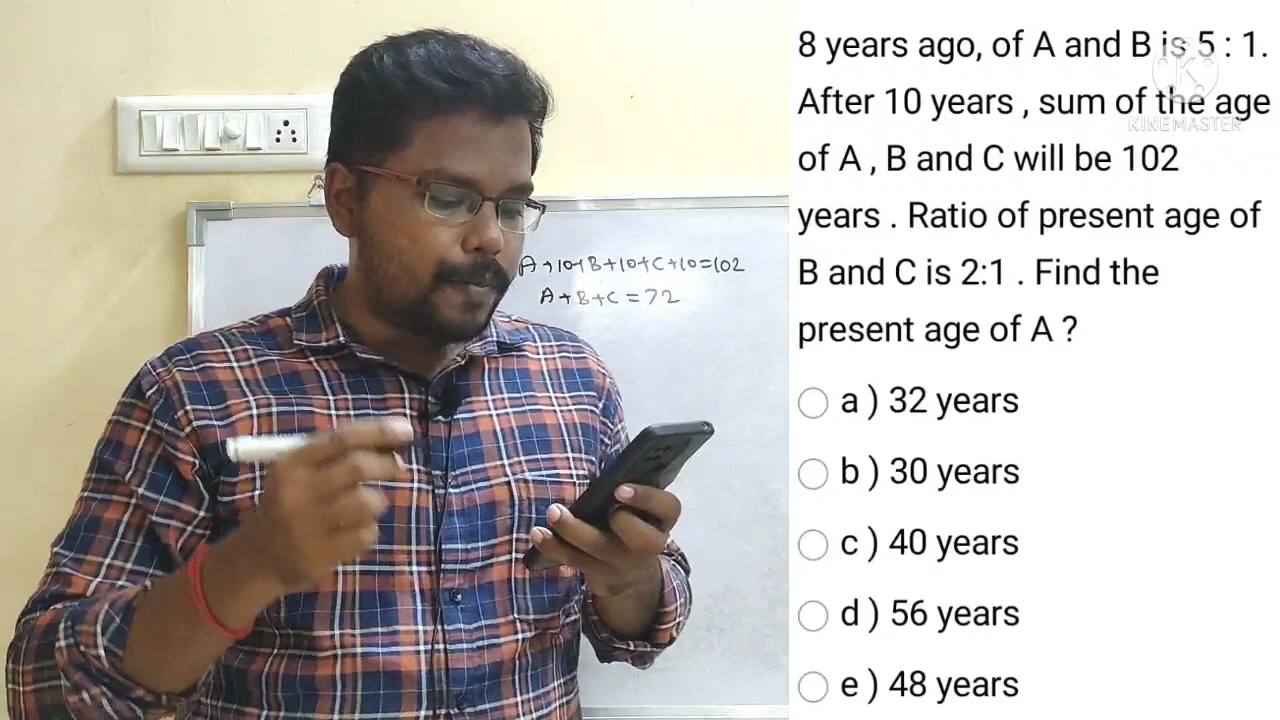 8 years ago, of A and B is 5 : 1.
After 10 years , sum of the age
of A , B and C will be 102
years . Ratio of present age of
B and C is 2:1 . Find the
present age of A ?
a ) 32 years
b ) 30 years
c ) 40 years
d ) 56 years
e ) 48 years
A+10+B+10+C+10=102
A+B+C=72
K
KINEMASTER